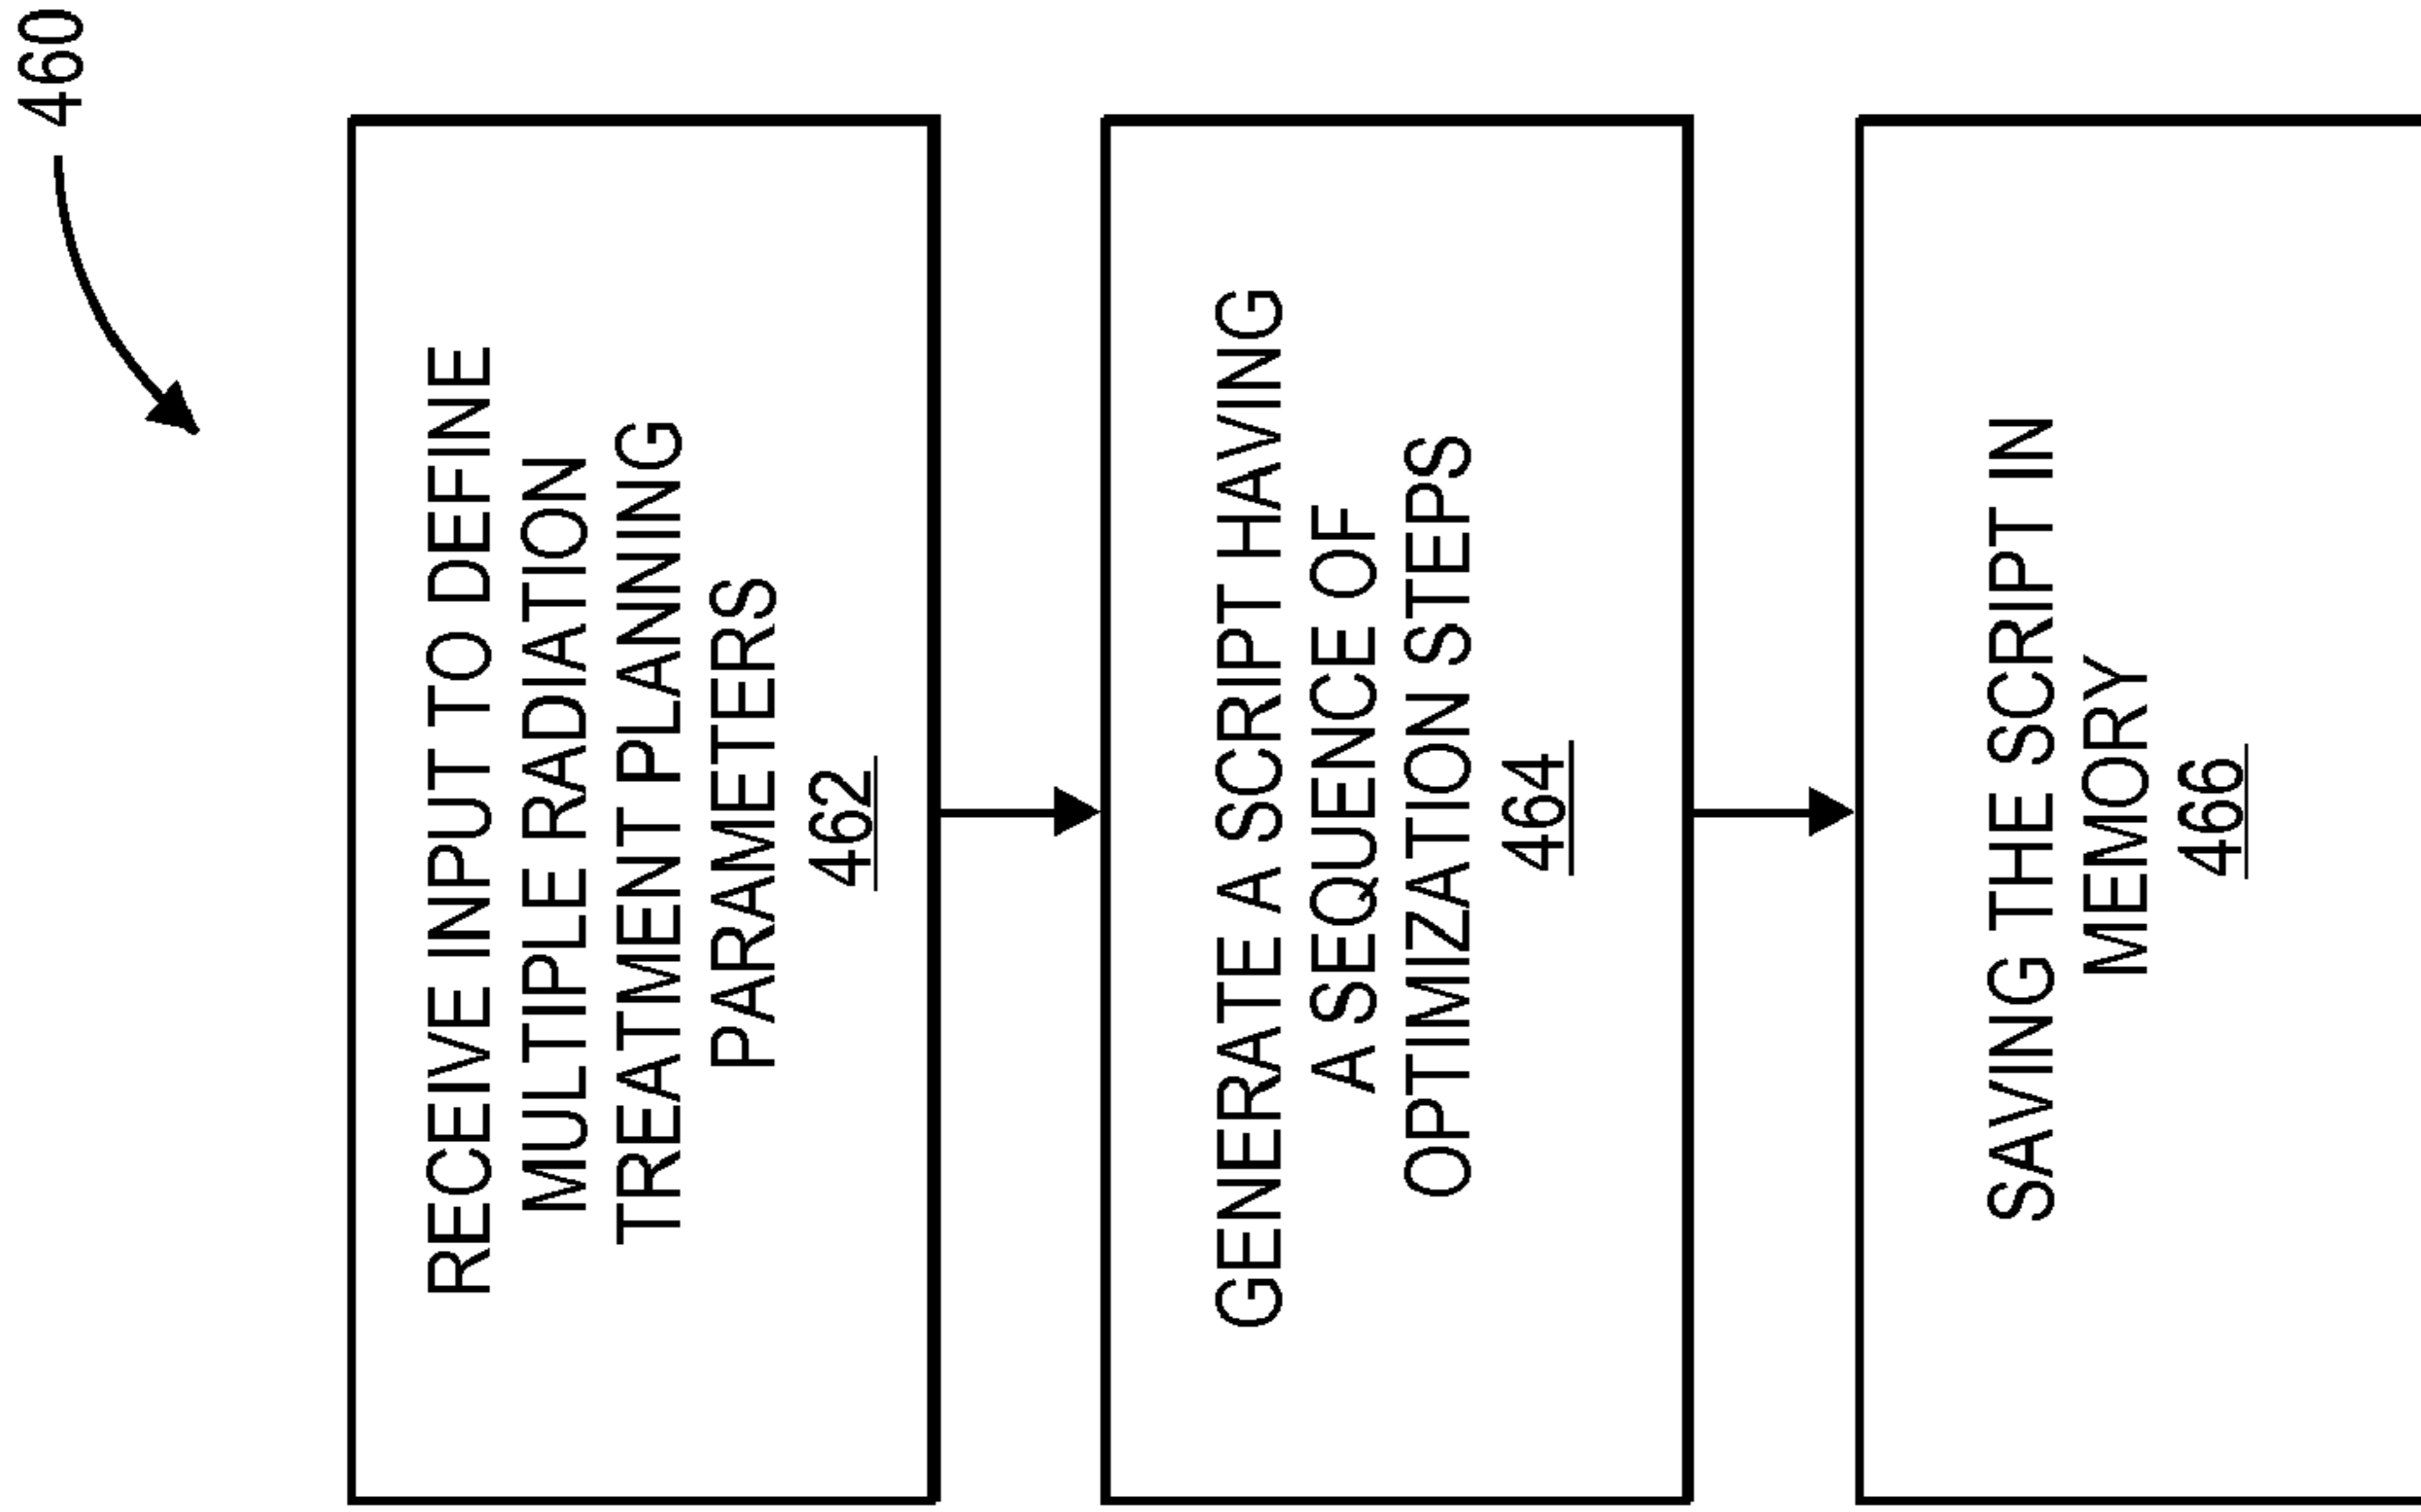 460
RECEIVE INPUT TO DEFINE
MULTIPLE RADIATION
TREATMENT PLANNING
PARAMETERS
462
GENERATE A SCRIPT HAVING
A SEQUENCE OF
OPTIMIZATION STEPS
464
SAVING THE SCRIPT IN
MEMORY
466